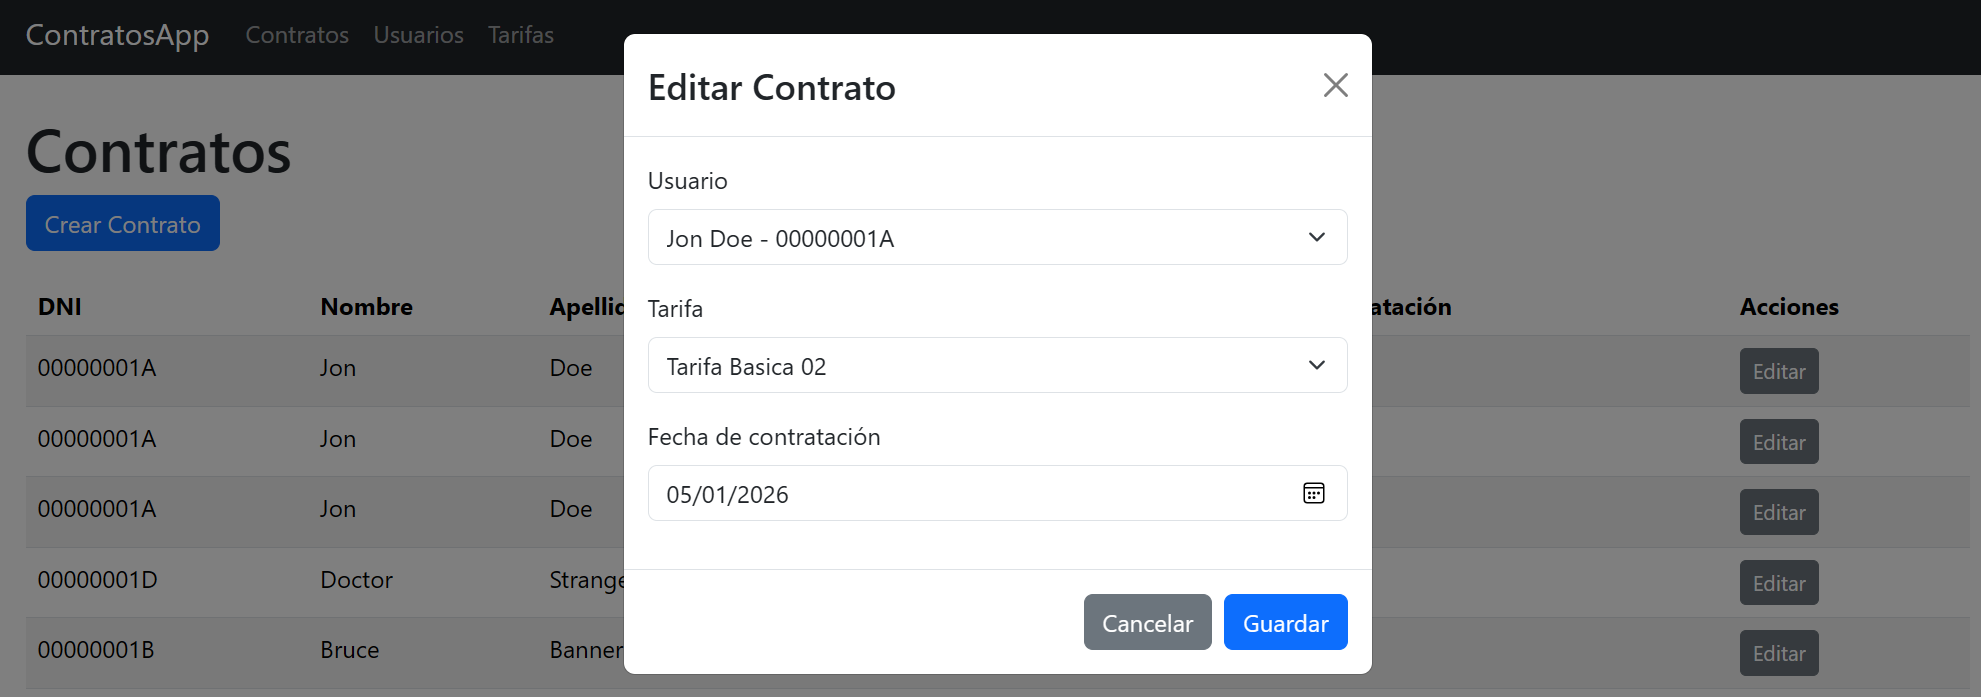 ContratosApp Contratos Usuarios Tarifas
Contratos
Crear Contrato
DNI Nombre Acciones
00000001A Jon Doe Editar
00000001A Jon Doe Editar
00000001A Jon Doe Editar
00000001D Doctor Strange Editar
00000001B Bruce Banner Editar
Editar Contrato
Usuario
Jon Doe - 00000001A
Tarifa
Tarifa Basica 02
Fecha de contratación
05/01/2026
Cancelar Guardar